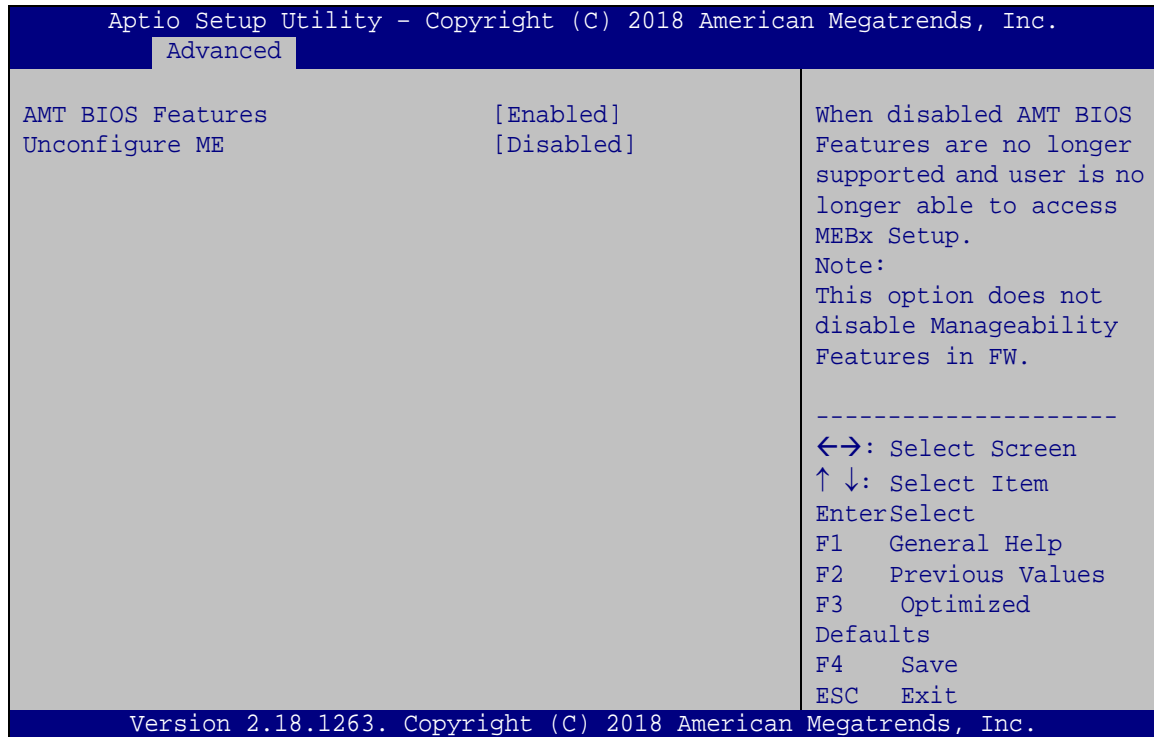 Aptio Setup Utility – Copyright (C) 2018 American Megatrends, Inc.
Advanced
AMT BIOS Features [Enabled]
Unconfigure ME [Disabled]
When disabled AMT BIOS
Features are no longer
supported and user is no
longer able to access
MEBx Setup.
Note:
This option does not
disable Manageability
Features in FW.
---------------------
←→: Select Screen
↑ ↓: Select Item
EnterSelect
F1 General Help
F2 Previous Values
F3 Optimized
Defaults
F4 Save
ESC Exit
Version 2.18.1263. Copyright (C) 2018 American Megatrends, Inc.